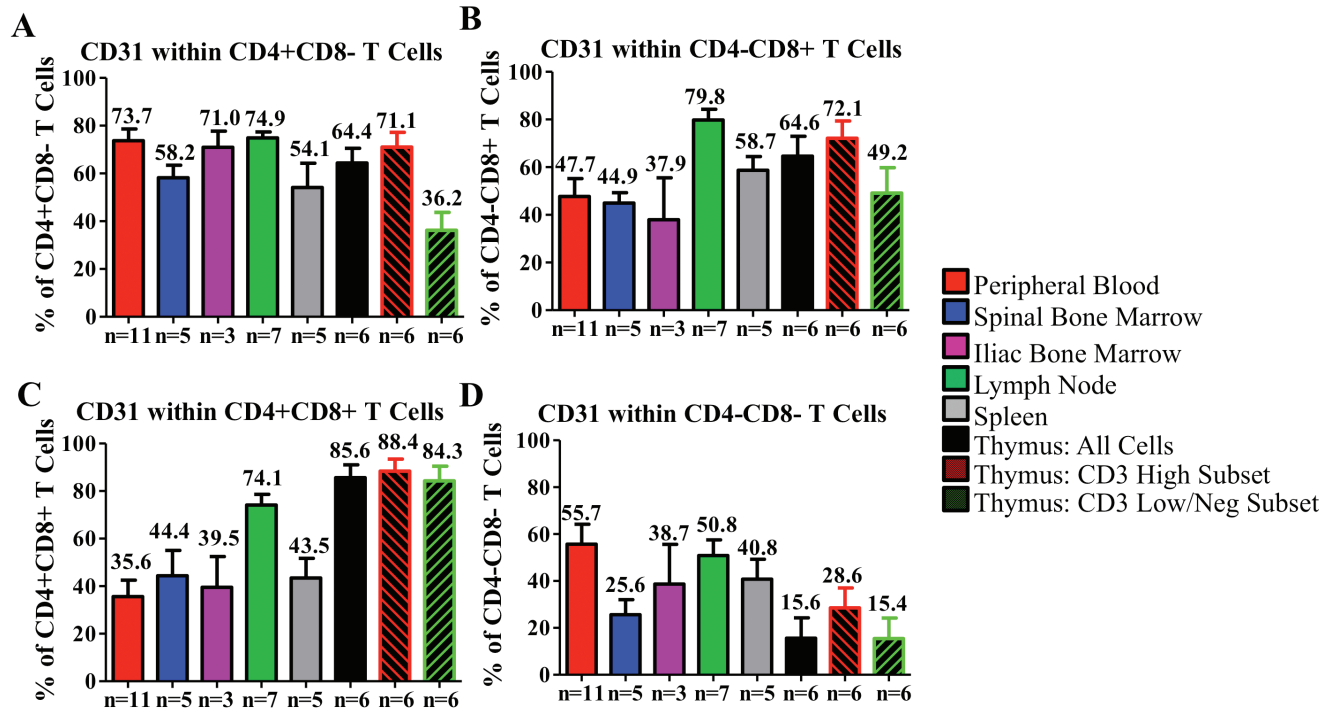 A
CD31 within CD4+CD8- T Cells
% of CD4+CD8- T Cells
100
80
60
40
20
0
73.7
58.2
71.0
74.9
54.1
64.4
71.1
36.2
n=11 n=5 n=3 n=7 n=5 n=6 n=6 n=6
B
CD31 within CD4-CD8+ T Cells
% of CD4-CD8+ T Cells
100
80
60
40
20
0
47.7
44.9
37.9
79.8
58.7
64.6
72.1
49.2
n=11 n=5 n=3 n=7 n=5 n=6 n=6 n=6
Peripheral Blood
Spinal Bone Marrow
Iliac Bone Marrow
Lymph Node
Spleen
Thymus: All Cells
Thymus: CD3 High Subset
Thymus: CD3 Low/Neg Subset
C
CD31 within CD4+CD8+ T Cells
% of CD4+CD8+ T Cells
100
80
60
40
20
0
35.6
44.4
39.5
74.1
43.5
85.6
88.4
84.3
n=11 n=5 n=3 n=7 n=5 n=6 n=6 n=6
D
CD31 within CD4-CD8- T Cells
% of CD4-CD8- T Cells
100
80
60
40
20
0
55.7
25.6
38.7
50.8
40.8
15.6
28.6
15.4
n=11 n=5 n=3 n=7 n=5 n=6 n=6 n=6